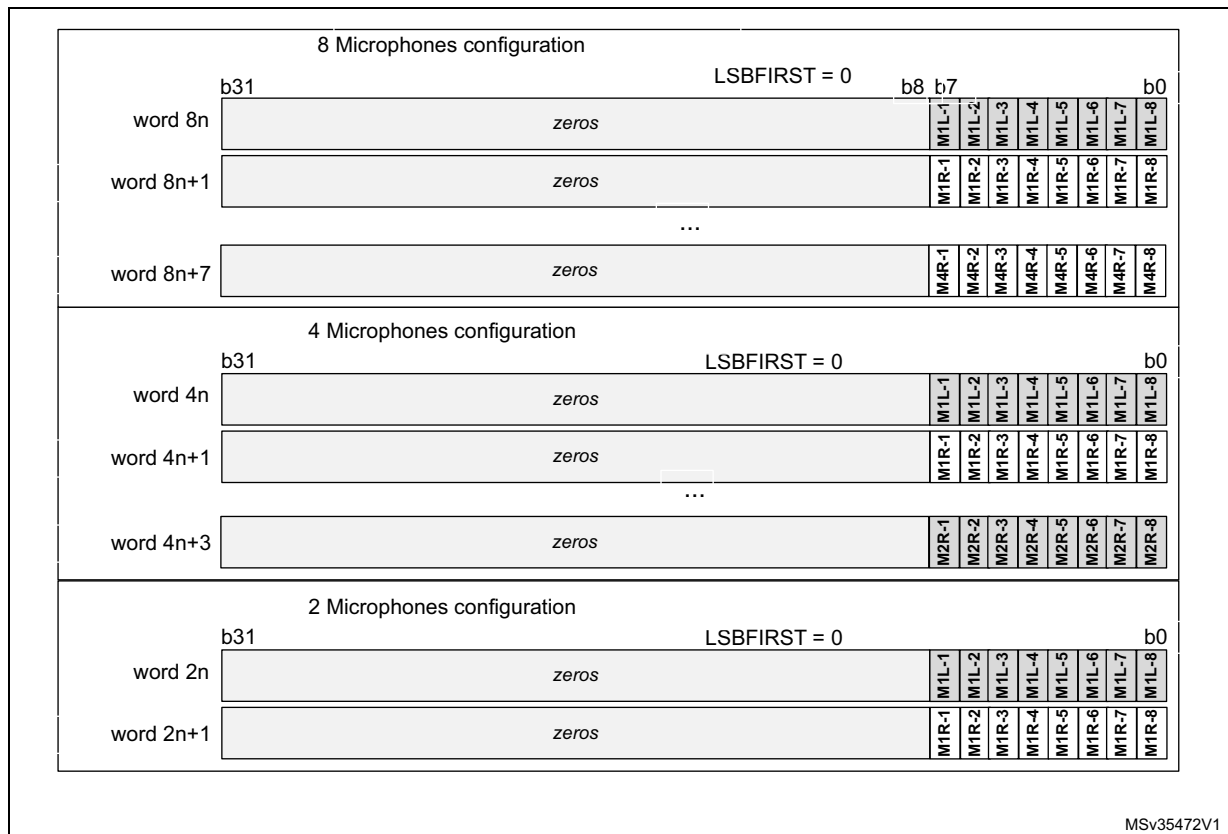 8 Microphones configuration
LSBFIRST = 0
b31 b8 b7 b0
word 8n zeros M1L-1 M1L-2 M1L-3 M1L-4 M1L-5 M1L-6 M1L-7 M1L-8
word 8n+1 zeros M1R-1 M1R-2 M1R-3 M1R-4 M1R-5 M1R-6 M1R-7 M1R-8
...
word 8n+7 zeros M4R-1 M4R-2 M4R-3 M4R-4 M4R-5 M4R-6 M4R-7 M4R-8
4 Microphones configuration
b31 LSBFIRST = 0 b0
word 4n zeros M1L-1 M1L-2 M1L-3 M1L-4 M1L-5 M1L-6 M1L-7 M1L-8
word 4n+1 zeros M1R-1 M1R-2 M1R-3 M1R-4 M1R-5 M1R-6 M1R-7 M1R-8
...
word 4n+3 zeros M2R-1 M2R-2 M2R-3 M2R-4 M2R-5 M2R-6 M2R-7 M2R-8
2 Microphones configuration
b31 LSBFIRST = 0 b0
word 2n zeros M1L-1 M1L-2 M1L-3 M1L-4 M1L-5 M1L-6 M1L-7 M1L-8
word 2n+1 zeros M1R-1 M1R-2 M1R-3 M1R-4 M1R-5 M1R-6 M1R-7 M1R-8
MSv35472V1